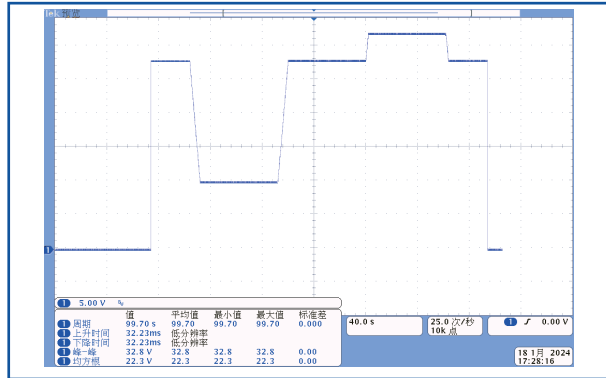 Tek 预览
1
1 5.00 V
值 平均值 最小值 最大值 标准差
1 周期 99.70 s 99.70 99.70 99.70 0.000
1 上升时间 32.23ms 低分辨率
1 下降时间 32.23ms 低分辨率
1 峰一峰 32.8 V 32.8 32.8 32.8 0.00
1 均方根 22.3 V 22.3 22.3 22.3 0.00
40.0 s
25.0 次/秒
10k 点
1 0.00 V
18 1月 2024
17:28:16